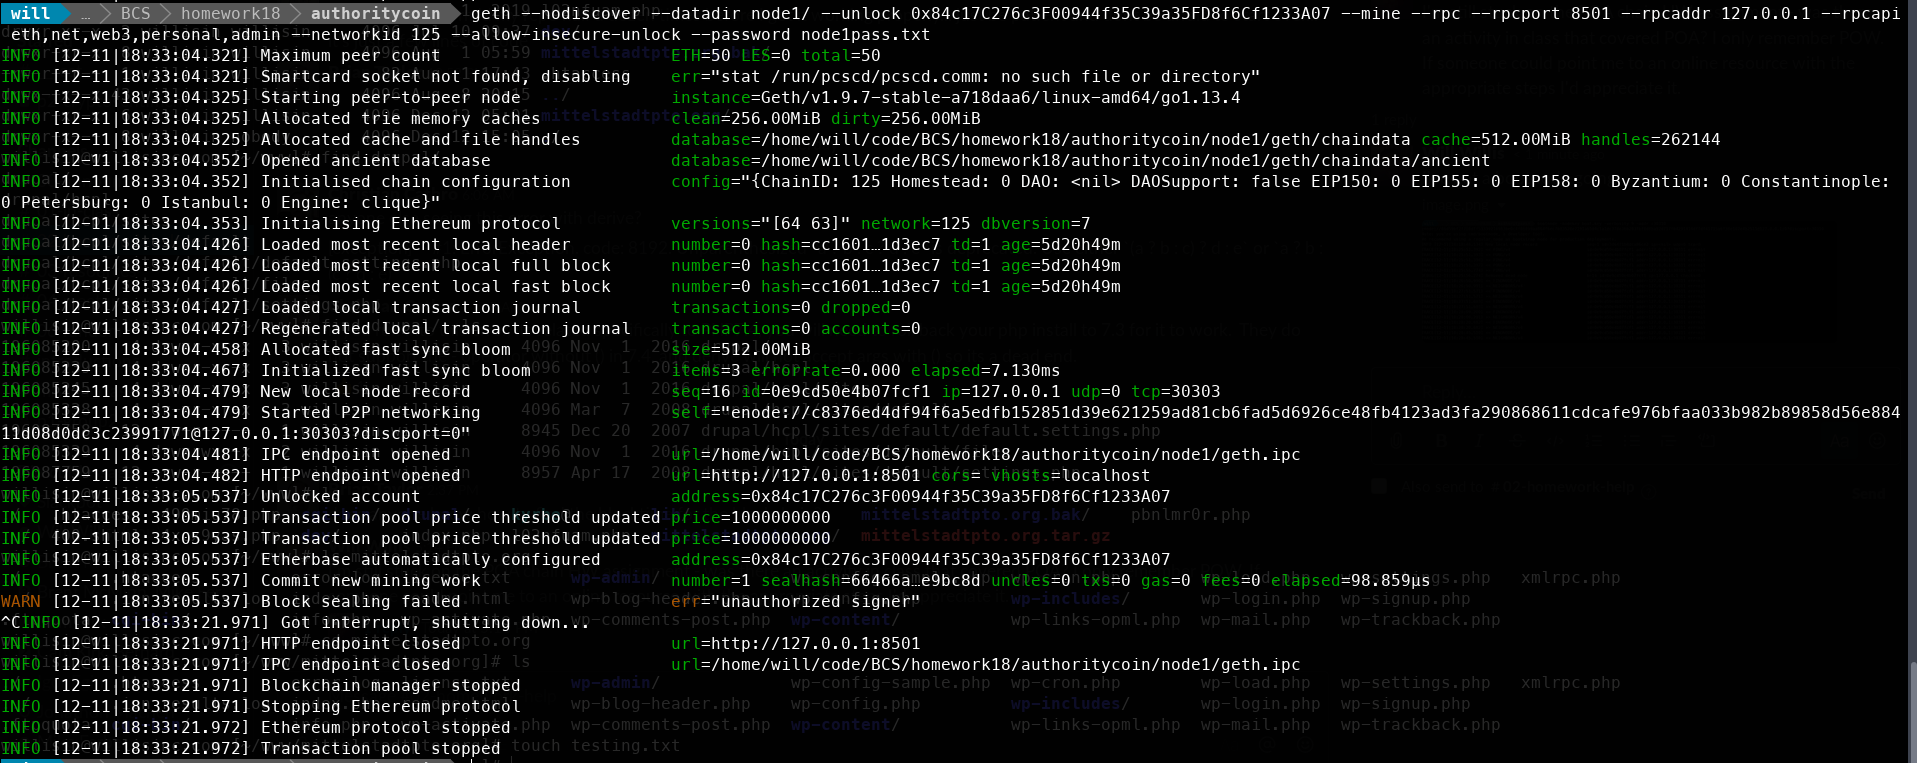 will … BCS homework18 authoritycoin geth --nodiscover --datadir node1/ --unlock 0x84c17C276c3F00944f35C39a35FD8f6Cf1233A07 --mine --rpc --rpcport 8501 --rpcaddr 127.0.0.1 --rpcapi
eth,net,web3,personal,admin --networkid 125 --allow-insecure-unlock --password node1pass.txt
INFO [12-11|18:33:04.321] Maximum peer count ETH=50 LES=0 total=50
INFO [12-11|18:33:04.321] Smartcard socket not found, disabling err="stat /run/pcscd/pcscd.comm: no such file or directory"
INFO [12-11|18:33:04.325] Starting peer-to-peer node instance=Geth/v1.9.7-stable-a718daa6/linux-amd64/go1.13.4
INFO [12-11|18:33:04.325] Allocated trie memory caches clean=256.00MiB dirty=256.00MiB
INFO [12-11|18:33:04.325] Allocated cache and file handles database=/home/will/code/BCS/homework18/authoritycoin/node1/geth/chaindata cache=512.00MiB handles=262144
INFO [12-11|18:33:04.352] Opened ancient database database=/home/will/code/BCS/homework18/authoritycoin/node1/geth/chaindata/ancient
INFO [12-11|18:33:04.352] Initialised chain configuration config="{ChainID: 125 Homestead: 0 DAO: <nil> DAOSupport: false EIP150: 0 EIP155: 0 EIP158: 0 Byzantium: 0 Constantinople:
0 Petersburg: 0 Istanbul: 0 Engine: clique}"
INFO [12-11|18:33:04.353] Initialising Ethereum protocol versions="[64 63]" network=125 dbversion=7
INFO [12-11|18:33:04.426] Loaded most recent local header number=0 hash=cc1601…1d3ec7 td=1 age=5d20h49m
INFO [12-11|18:33:04.426] Loaded most recent local full block number=0 hash=cc1601…1d3ec7 td=1 age=5d20h49m
INFO [12-11|18:33:04.426] Loaded most recent local fast block number=0 hash=cc1601…1d3ec7 td=1 age=5d20h49m
INFO [12-11|18:33:04.427] Loaded local transaction journal transactions=0 dropped=0
INFO [12-11|18:33:04.427] Regenerated local transaction journal transactions=0 accounts=0
INFO [12-11|18:33:04.458] Allocated fast sync bloom size=512.00MiB
INFO [12-11|18:33:04.467] Initialized fast sync bloom items=3 errorrate=0.000 elapsed=7.130ms
INFO [12-11|18:33:04.479] New local node record seq=16 id=0e9cd50e4b07fcf1 ip=127.0.0.1 udp=0 tcp=30303
INFO [12-11|18:33:04.479] Started P2P networking self="enode://c8376ed4df94f6a5edfb152851d39e621259ad81cb6fad5d6926ce48fb4123ad3fa290868611cdcafe976bfaa033b982b89858d56e884
11d08d0dc3c23991771@127.0.0.1:30303?discport=0"
INFO [12-11|18:33:04.481] IPC endpoint opened url=/home/will/code/BCS/homework18/authoritycoin/node1/geth.ipc
INFO [12-11|18:33:04.482] HTTP endpoint opened url=http://127.0.0.1:8501 cors= vhosts=localhost
INFO [12-11|18:33:05.537] Unlocked account address=0x84c17C276c3F00944f35C39a35FD8f6Cf1233A07
INFO [12-11|18:33:05.537] Transaction pool price threshold updated price=1000000000
INFO [12-11|18:33:05.537] Transaction pool price threshold updated price=1000000000
INFO [12-11|18:33:05.537] Etherbase automatically configured address=0x84c17C276c3F00944f35C39a35FD8f6Cf1233A07
INFO [12-11|18:33:05.537] Commit new mining work number=1 sealhash=66466a…e9bc8d uncles=0 txs=0 gas=0 fees=0 elapsed=98.859µs
WARN [12-11|18:33:05.537] Block sealing failed err="unauthorized signer"
^CINFO [12-11|18:33:21.971] Got interrupt, shutting down...
INFO [12-11|18:33:21.971] HTTP endpoint closed url=http://127.0.0.1:8501
INFO [12-11|18:33:21.971] IPC endpoint closed url=/home/will/code/BCS/homework18/authoritycoin/node1/geth.ipc
INFO [12-11|18:33:21.971] Blockchain manager stopped
INFO [12-11|18:33:21.971] Stopping Ethereum protocol
INFO [12-11|18:33:21.972] Ethereum protocol stopped
INFO [12-11|18:33:21.972] Transaction pool stopped